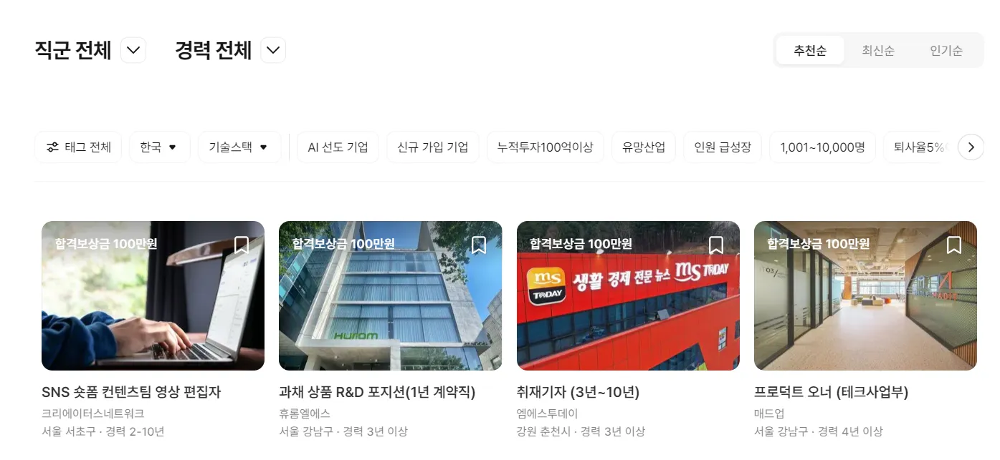 직군 전체
경력 전체
추천순 최신순 인기순
태그 전체 한국 기술스택 AI 선도 기업 신규 가입 기업 누적투자100억이상 유망산업 인원 급성장 1,001~10,000명 퇴사율5%
합격보상금 100만원
SNS 숏폼 컨텐츠팀 영상 편집자
크리에이터스네트워크
서울 서초구 · 경력 2-10년
합격보상금 100만원
Hurom
과채 상품 R&D 포지션(1년 계약직)
휴롬엘에스
서울 강남구 · 경력 3년 이상
합격보상금 100만원
ms TODAY
생활 경제 전문 뉴스 ms TODAY
취재기자 (3년~10년)
엠에스투데이
강원 춘천시 · 경력 3년 이상
합격보상금 100만원
프로덕트 오너 (테크사업부)
매드업
서울 강남구 · 경력 4년 이상